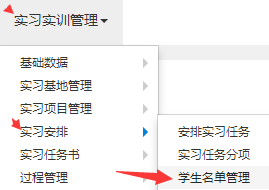 实习实训管理
基础数据
实习基地管理
实习项目管理
实习安排
实习任务书
过程管理
安排实习任务
实习任务分项
学生名单管理